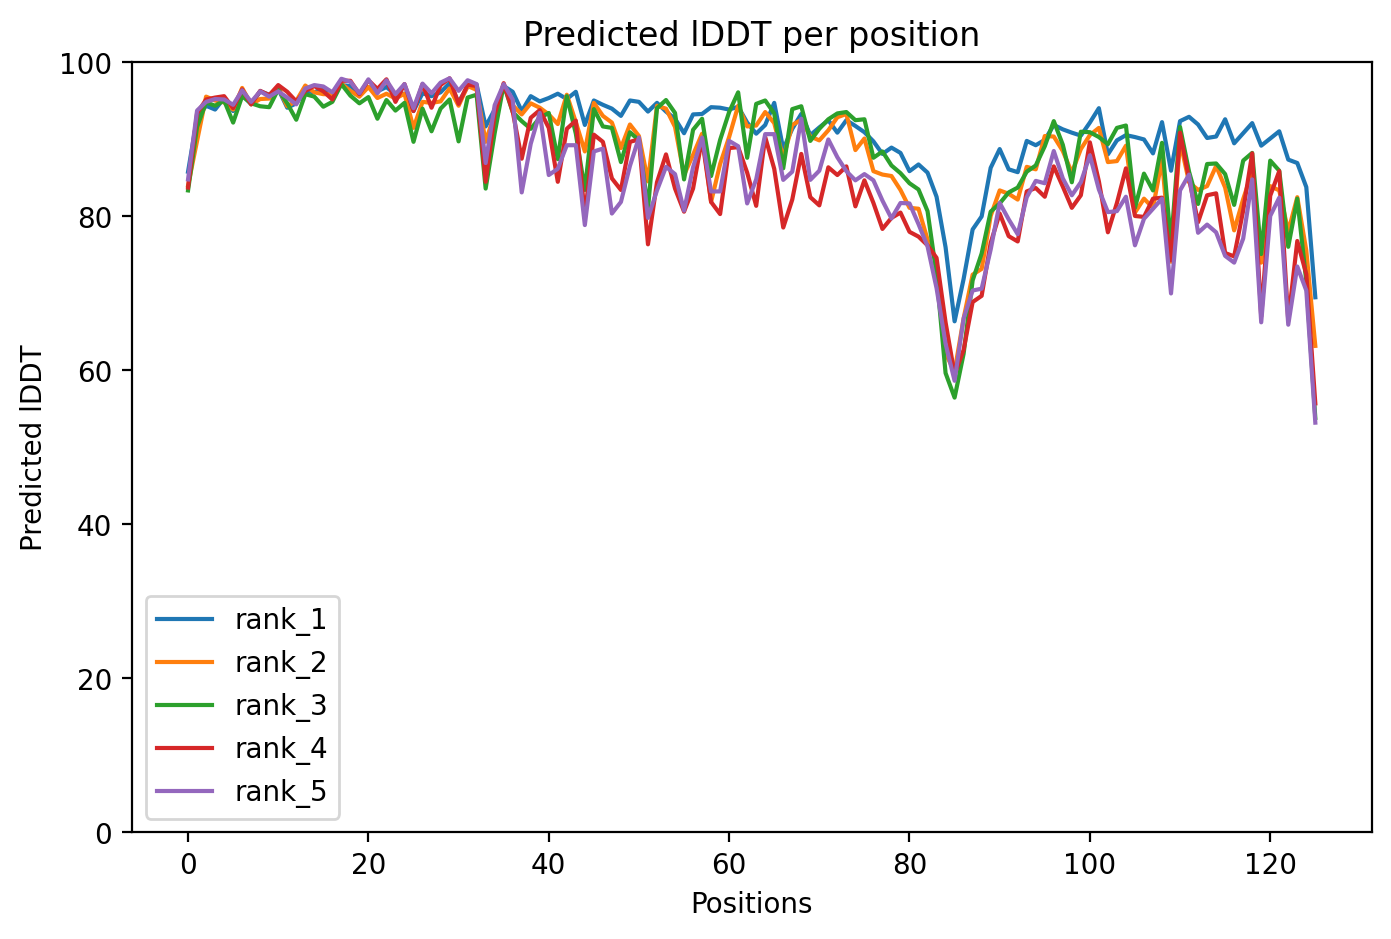 Predicted lDDT per position
100
80
60
40
20
0
Predicted lDDT
rank_1
rank_2
rank_3
rank_4
rank_5
0 20 40 60 80 100 120
Positions